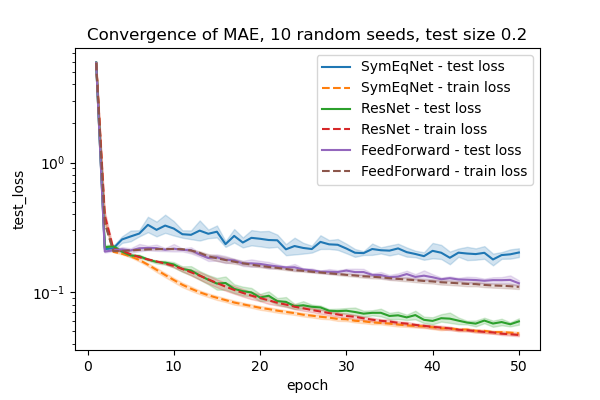 Convergence of MAE, 10 random seeds, test size 0.2
SymEqNet - test loss
SymEqNet - train loss
ResNet - test loss
ResNet - train loss
FeedForward - test loss
FeedForward - train loss
test_loss
10⁰
10⁻¹
0 10 20 30 40 50
epoch